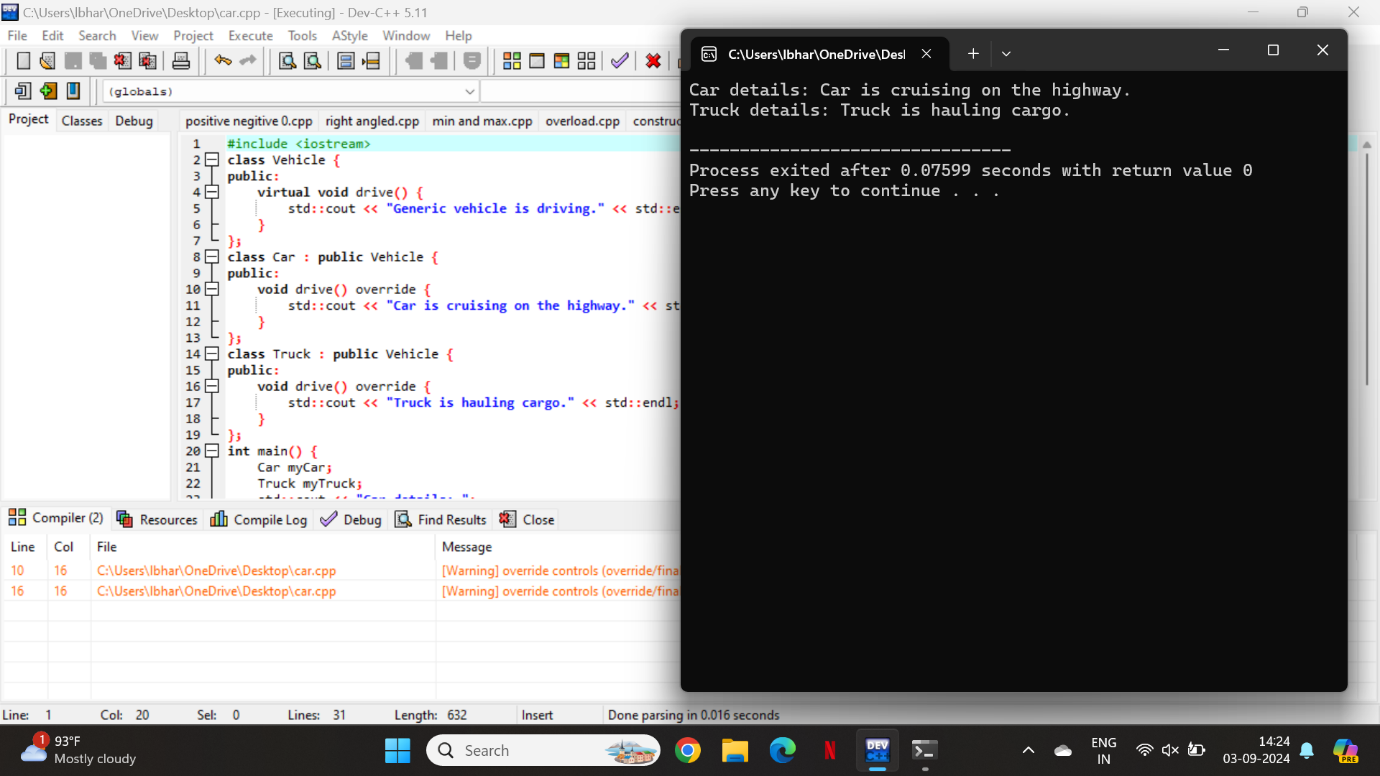 C:\Users\lbhar\OneDrive\Desktop\car.cpp - [Executing] - Dev-C++ 5.11
File Edit Search View Project Execute Tools AStyle Window Help
(globals)
Project Classes Debug
positive negitive 0.cpp right angled.cpp min and max.cpp overload.cpp
1 #include <iostream>
2 class Vehicle {
3 public:
4 virtual void drive() {
5 std::cout << "Generic vehicle is driving." << std::e
6 }
7 };
8 class Car : public Vehicle {
9 public:
10 void drive() override {
11 std::cout << "Car is cruising on the highway." << st
12 }
13 };
14 class Truck : public Vehicle {
15 public:
16 void drive() override {
17 std::cout << "Truck is hauling cargo." << std::endl;
18 }
19 };
20 int main() {
21 Car myCar;
22 Truck myTruck;
C:\Users\lbhar\OneDrive\Des
Car details: Car is cruising on the highway.
Truck details: Truck is hauling cargo.
--------------------------------
Process exited after 0.07599 seconds with return value 0
Press any key to continue . . .
Compiler (2) Resources Compile Log Debug Find Results Close
Line Col File Message
10 16 C:\Users\lbhar\OneDrive\Desktop\car.cpp [Warning] override controls (override/fina
16 16 C:\Users\lbhar\OneDrive\Desktop\car.cpp [Warning] override controls (override/fina
Line: 1 Col: 20 Sel: 0 Lines: 31 Length: 632 Insert Done parsing in 0.016 seconds
1
93°F
Mostly cloudy
Search
DEV
C++
ENG
IN
14:24
03-09-2024
PRE